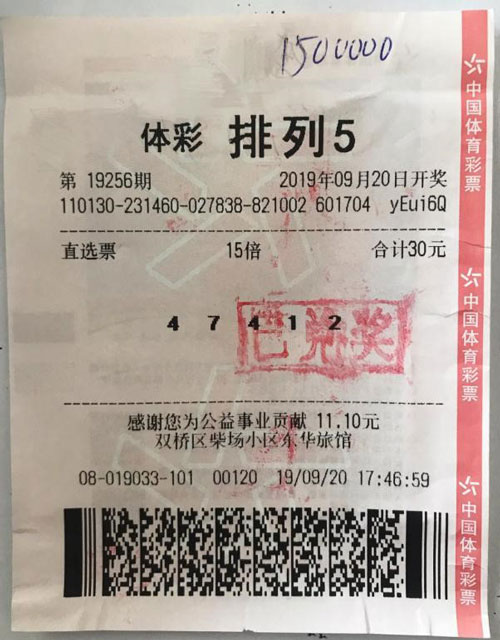 1500000
体彩 排列5
第 19256期 2019年09月20日开奖
110130-231460-027838-821002 601704 yEui6Q
直选票 15倍 合计30元
4 7 4 1 2
已兑奖
感谢您为公益事业贡献 11.10元
双桥区柴场小区东华旅馆
08-019033-101 00120 19/09/20 17:46:59
中国体育彩票
中国体育彩票
中国体育彩票